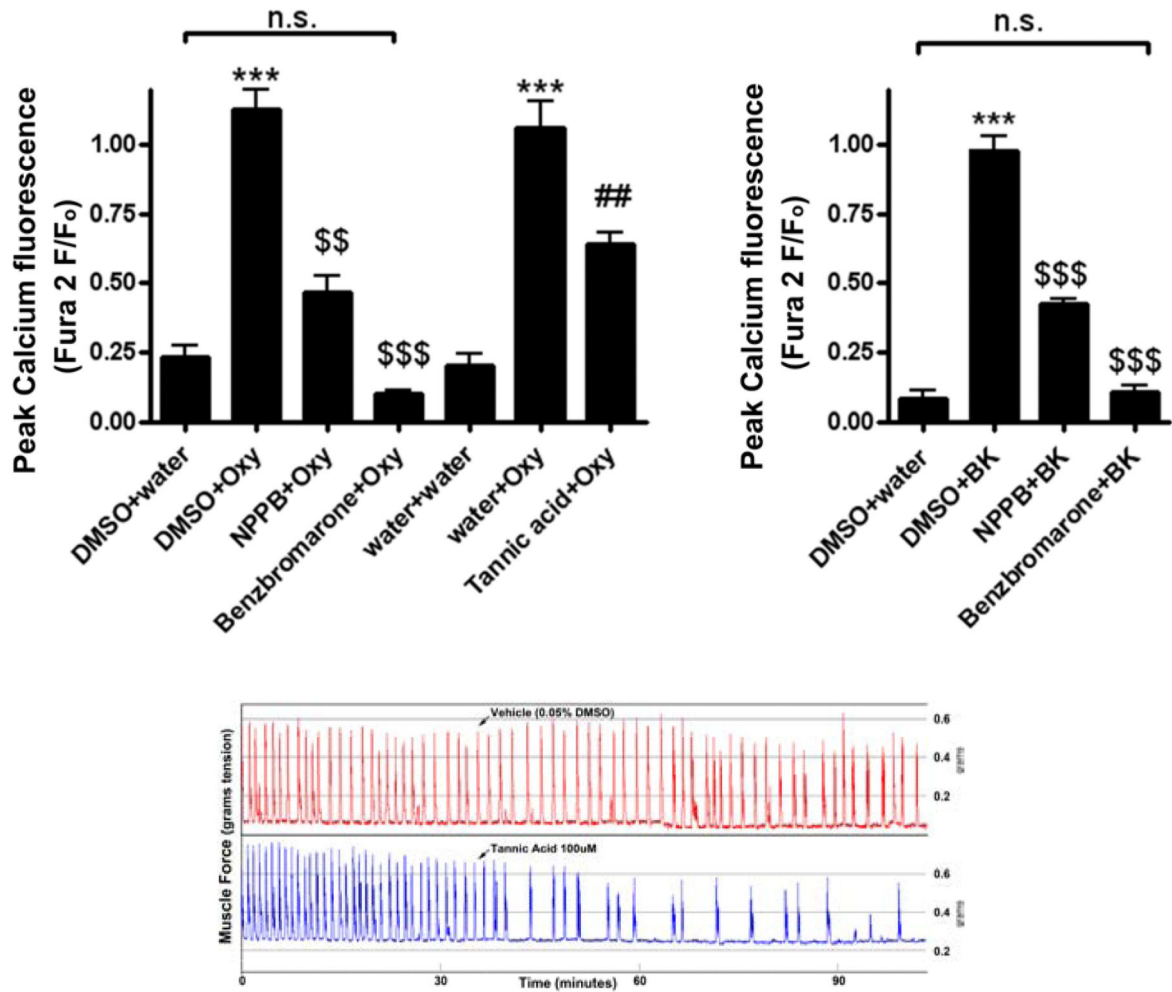 n.s.
***
***
##
$$
$$$
Peak Calcium fluorescence
(Fura 2 F/Fo)
1.00
0.75
0.50
0.25
0.00
DMSO+water
DMSO+Oxy
NPPB+Oxy
Benzbromarone+Oxy
water+water
water+Oxy
Tannic acid+Oxy
n.s.
***
$$$
$$$
Peak Calcium fluorescence
(Fura 2 F/Fo)
1.00
0.75
0.50
0.25
0.00
DMSO+water
DMSO+BK
NPPB+BK
Benzbromarone+BK
Muscle Force (grams tension)
Vehicle (0.05% DMSO)
0.6
0.4
0.2
grams
Tannic Acid 100uM
0.6
0.4
0.2
grams
0
30
60
90
Time (minutes)